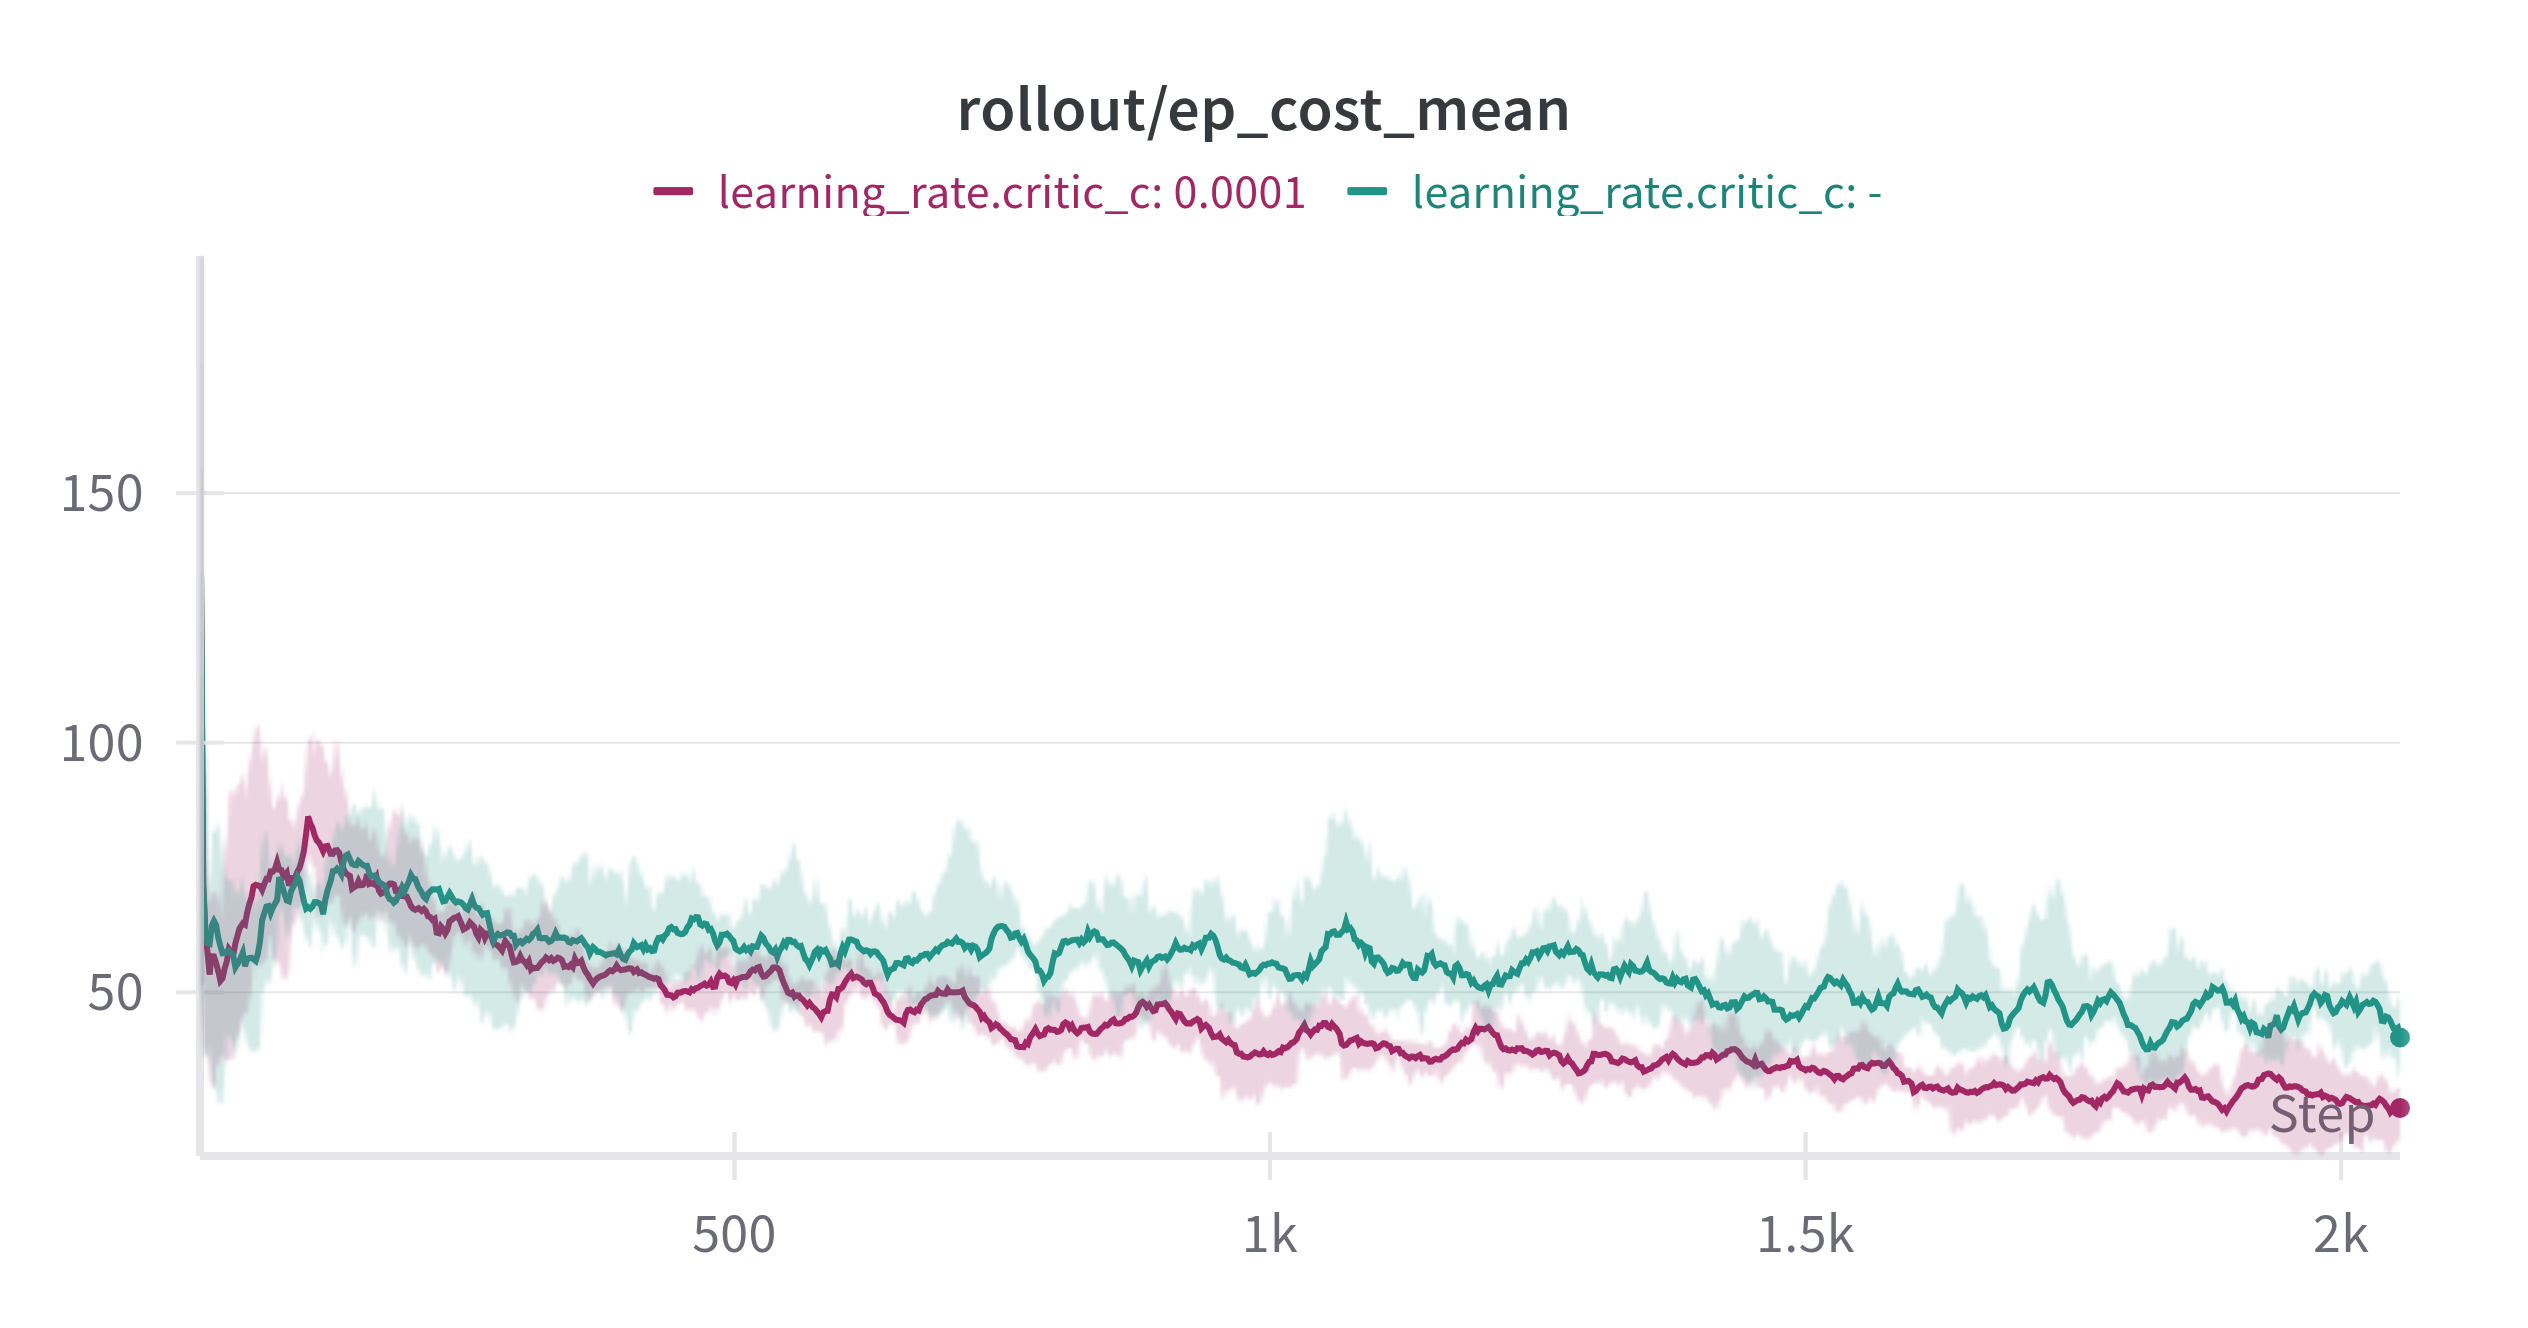 rollout/ep_cost_mean
learning_rate.critic_c: 0.0001 learning_rate.critic_c: -
150
100
50
Step
500 1k 1.5k 2k